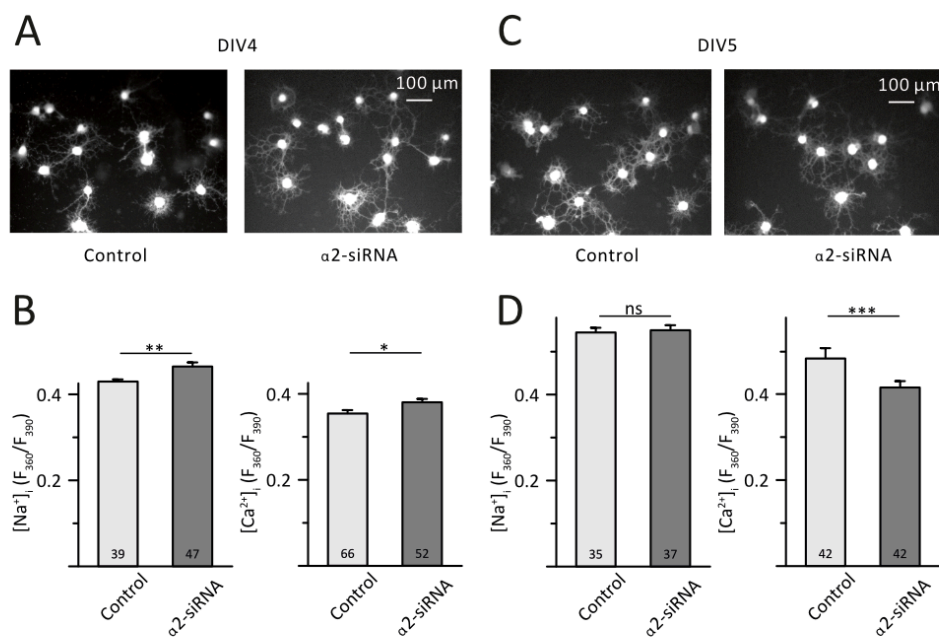 A
DIV4
100 µm
Control
α2-siRNA
C
DIV5
100 µm
Control
α2-siRNA
B
[Na⁺]ᵢ (F₃₆₀/F₃₉₀)
0.4
0.2
**
39
47
Control
α2-siRNA
[Ca²⁺]ᵢ (F₃₆₀/F₃₉₀)
0.4
0.2
*
66
52
Control
α2-siRNA
D
[Na⁺]ᵢ (F₃₆₀/F₃₉₀)
0.4
0.2
ns
35
37
Control
α2-siRNA
[Ca²⁺]ᵢ (F₃₆₀/F₃₉₀)
0.4
0.2
***
42
42
Control
α2-siRNA